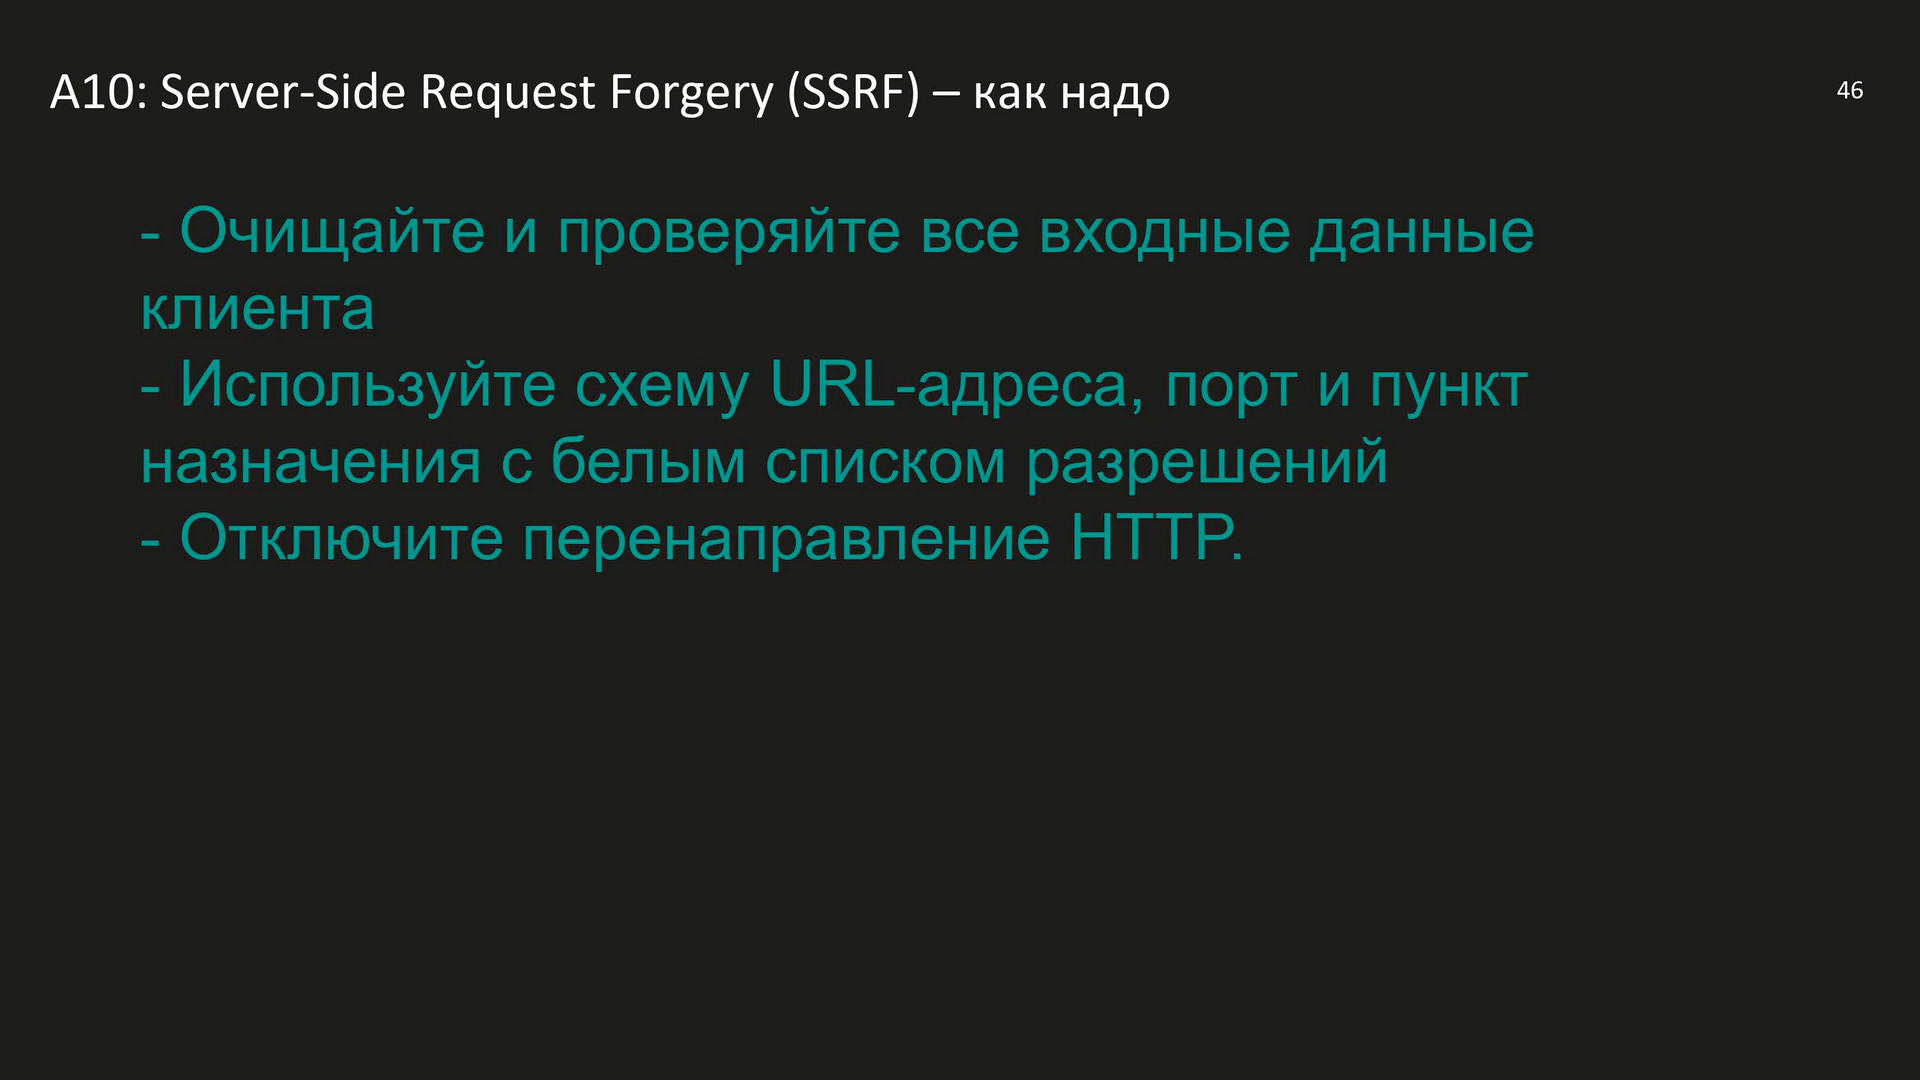 A10: Server-Side Request Forgery (SSRF) – как надо
46
- Очищайте и проверяйте все входные данные
клиента
- Используйте схему URL-адреса, порт и пункт
назначения с белым списком разрешений
- Отключите перенаправление HTTP.